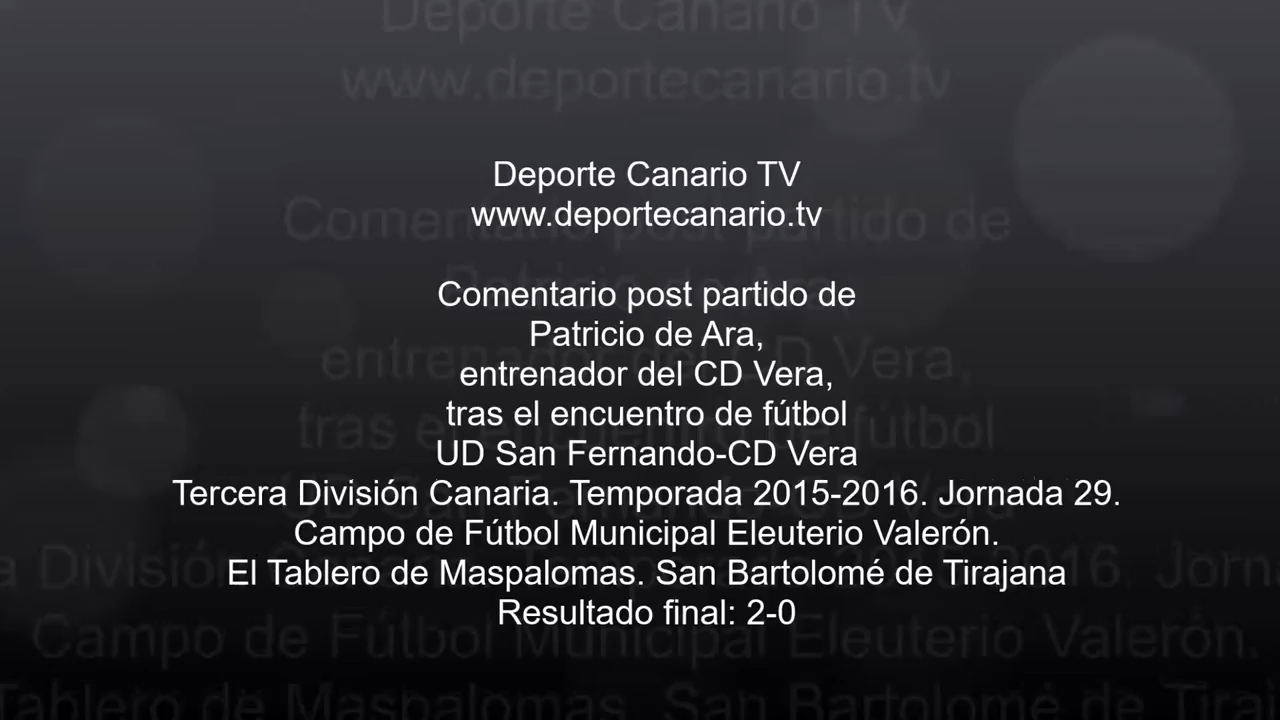 Deporte Canario TV
www.deportecanario.tv
Comentario post partido de
Patricio de Ara,
entrenador del CD Vera,
tras el encuentro de fútbol
UD San Fernando-CD Vera
Tercera División Canaria. Temporada 2015-2016. Jornada 29.
Campo de Fútbol Municipal Eleuterio Valerón.
El Tablero de Maspalomas. San Bartolomé de Tirajana
Resultado final: 2-0